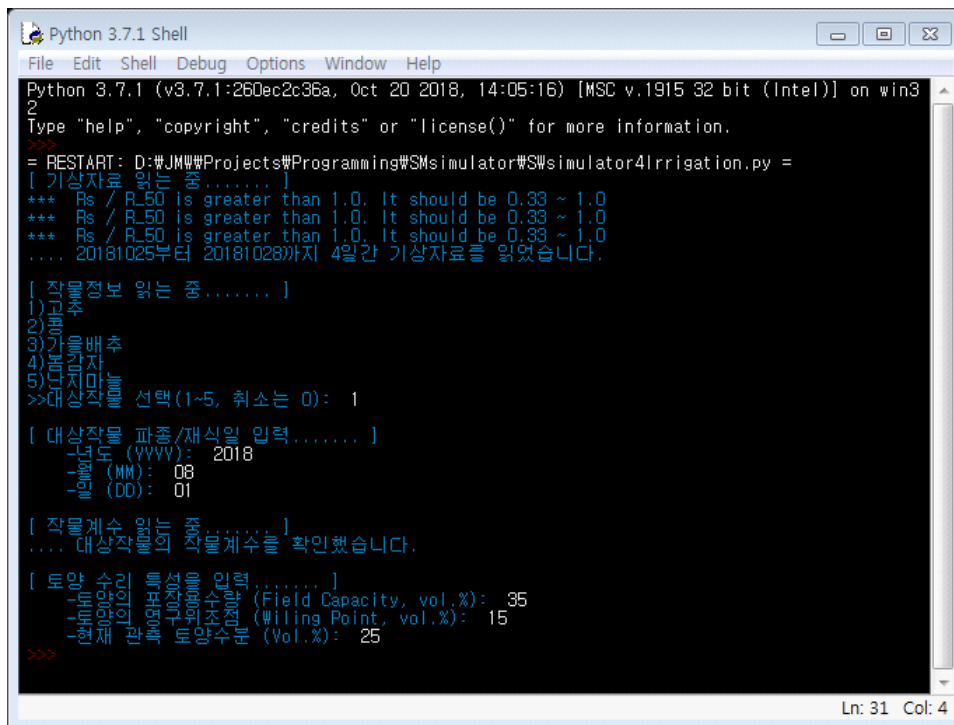 Python 3.7.1 Shell
File Edit Shell Debug Options Window Help
Python 3.7.1 (v3.7.1:260ec2c36a, Oct 20 2018, 14:05:16) [MSC v.1915 32 bit (Intel)] on win3
2
Type "help", "copyright", "credits" or "license()" for more information.
>>>
= RESTART: D:₩JMW₩Projects₩Programming₩SMsimulator₩SWsimulator4Irrigation.py =
[ 기상자료 읽는 중....... ]
*** Rs / R_50 is greater than 1.0. It should be 0.33 ~ 1.0
*** Rs / R_50 is greater than 1.0. It should be 0.33 ~ 1.0
*** Rs / R_50 is greater than 1.0. It should be 0.33 ~ 1.0
.... 20181025부터 20181028까지 4일간 기상자료를 읽었습니다.
[ 작물정보 읽는 중....... ]
1)고추
2)콩
3)가을배추
4)봄감자
5)난지마늘
>>대상작물 선택(1~5, 취소는 0): 1
[ 대상작물 파종/재식일 입력....... ]
-년도 (YYYY): 2018
-월 (MM): 08
-일 (DD): 01
[ 작물계수 읽는 중....... ]
.... 대상작물의 작물계수를 확인했습니다.
[ 토양 수리 특성을 입력....... ]
-토양의 포장용수량 (Field Capacity, vol.%): 35
-토양의 영구위조점 (Wiling Point, vol.%): 15
-현재 관측 토양수분 (Vol.%): 25
>>>
Ln: 31 Col: 4